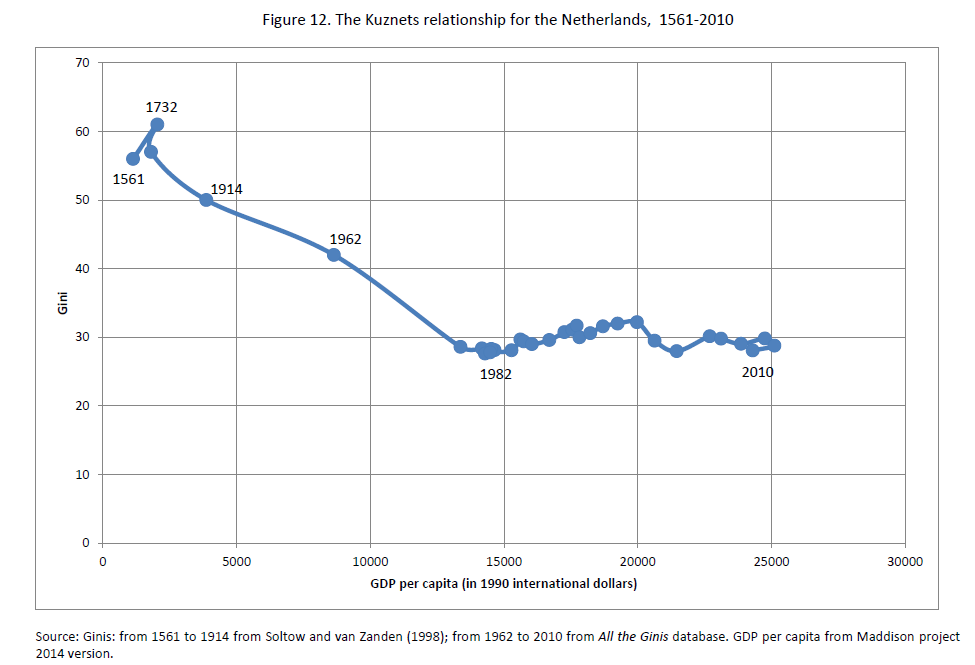 Figure 12. The Kuznets relationship for the Netherlands,  1561-2010
70
60
50
40
30
20
10
0
Gini
1732
1561
1914
1962
1982
2010
0 5000 10000 15000 20000 25000 30000
GDP per capita (in 1990 international dollars)
Source: Ginis: from 1561 to 1914 from Soltow and van Zanden (1998); from 1962 to 2010 from All the Ginis database. GDP per capita from Maddison project
2014 version.